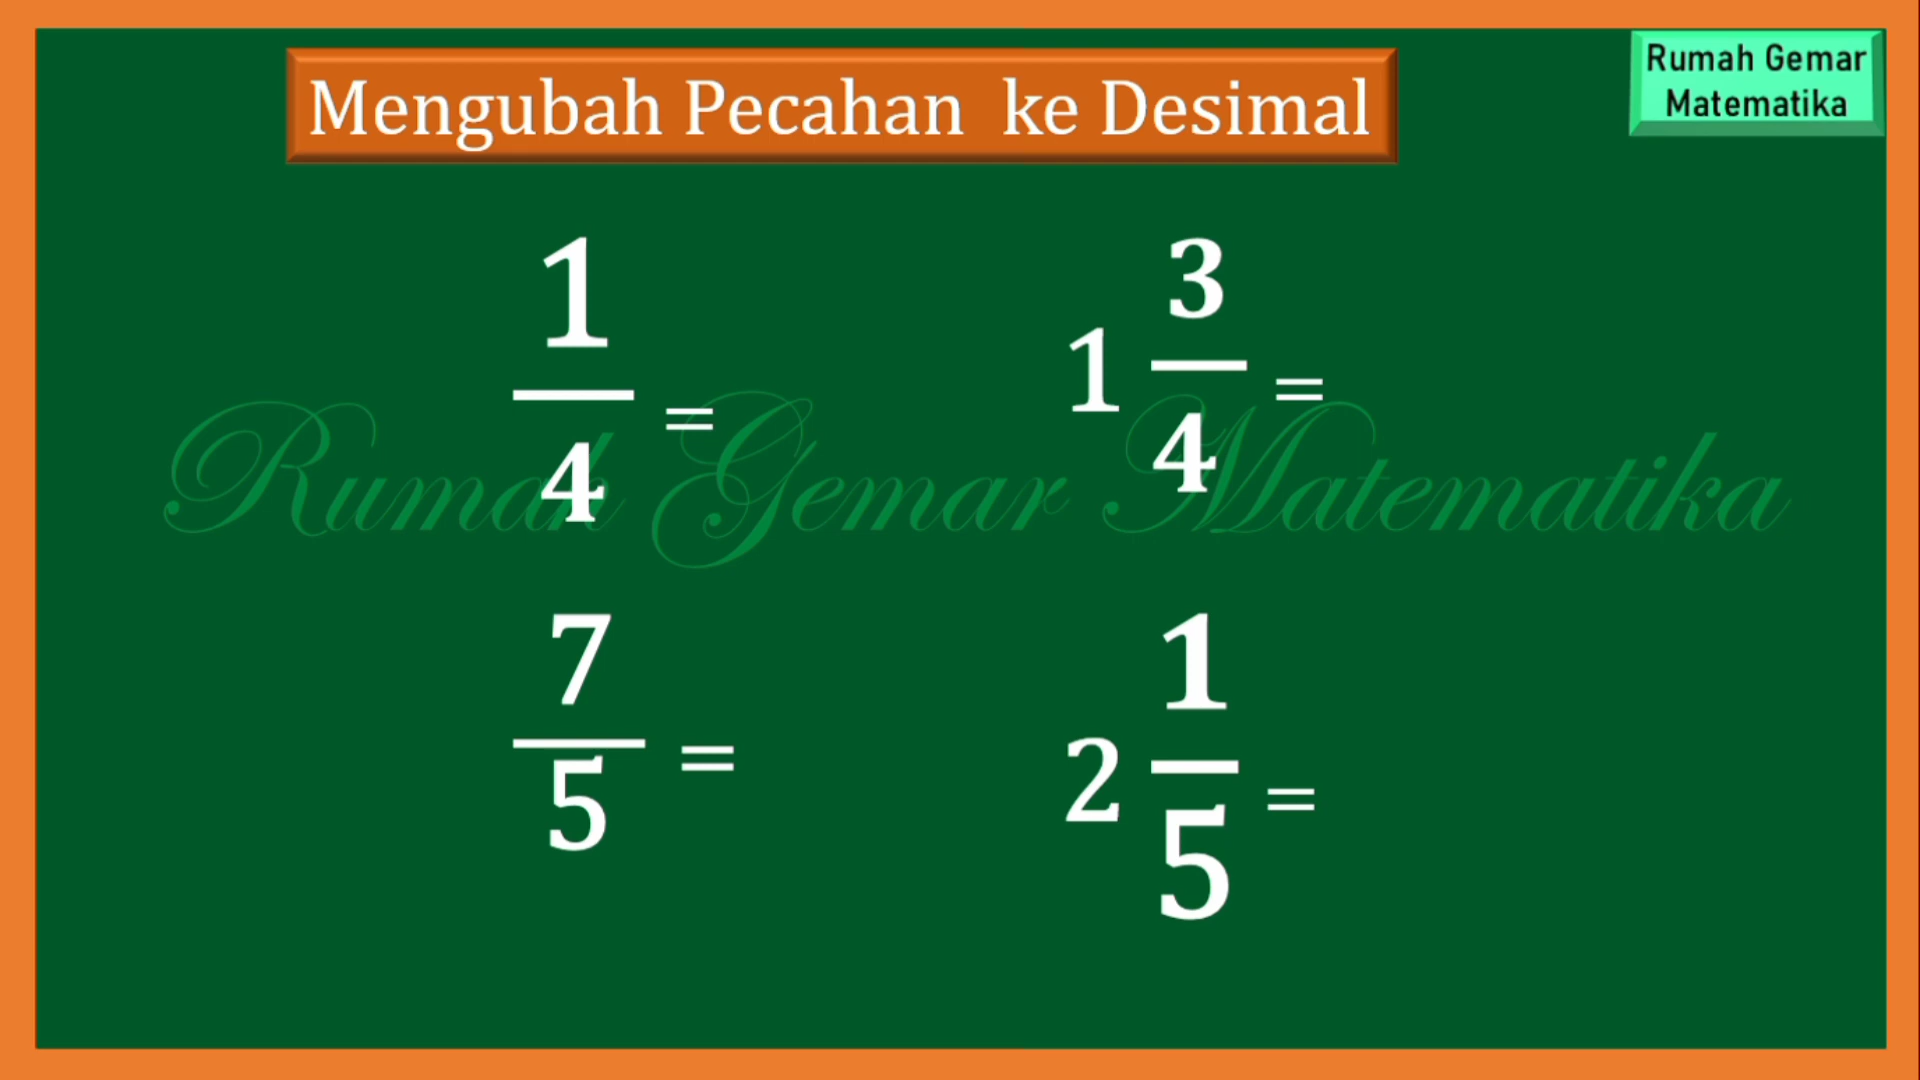 Mengubah Pecahan ke Desimal
Rumah Gemar
Matematika
1/4 =
1 3/4 =
Rumah Gemar Matematika
7/5 =
2 1/5 =